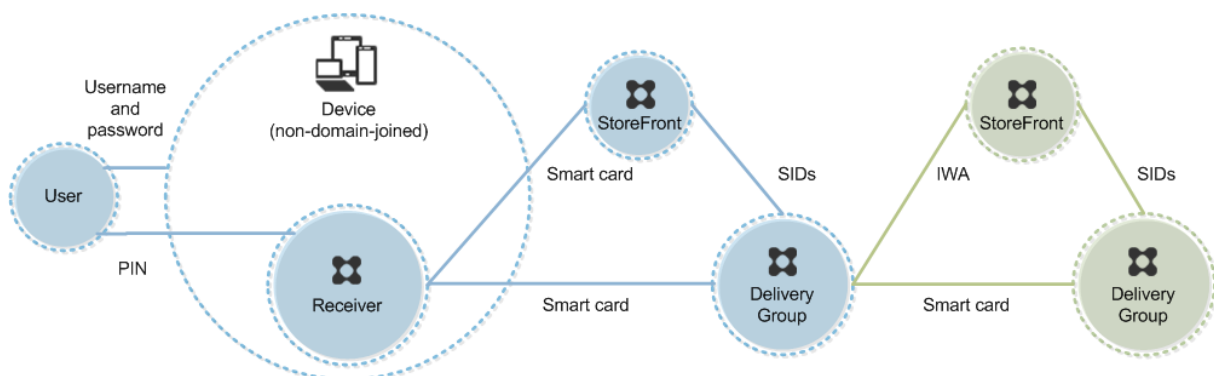 Username
and
password
User
PIN
Device
(non-domain-joined)
Receiver
StoreFront
Smart card
SIDs
Smart card
Delivery
Group
StoreFront
IWA
SIDs
Smart card
Delivery
Group